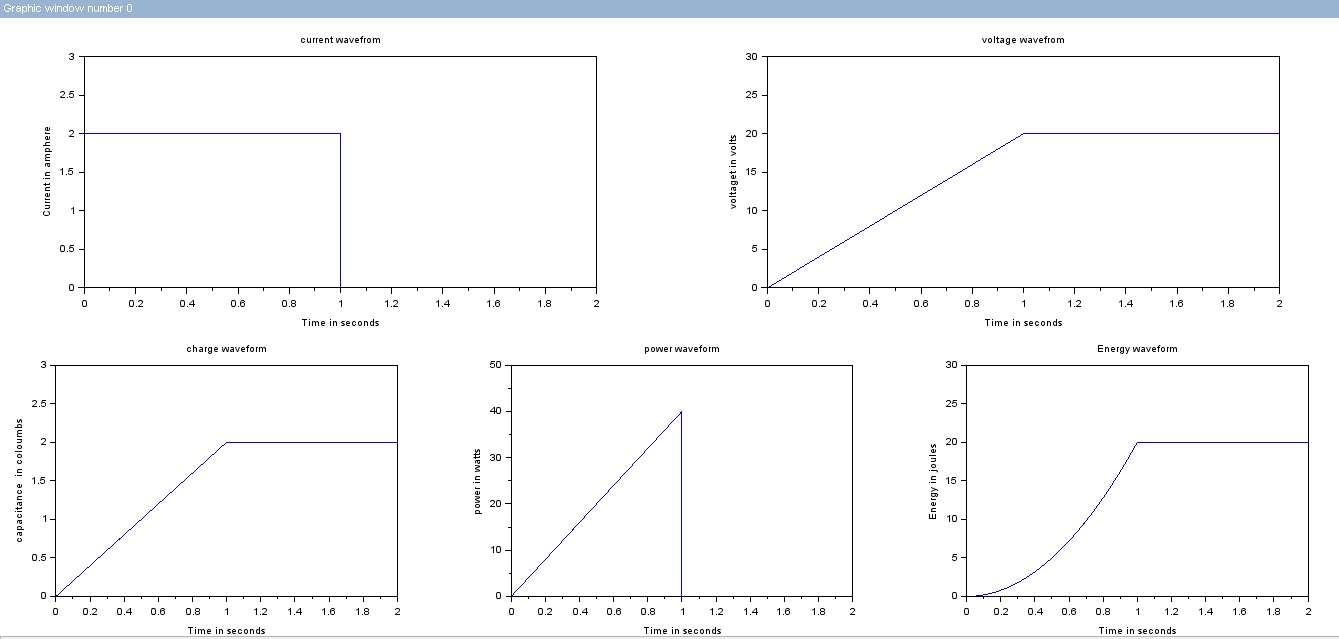 Graphic window number 0
current wavefrom
3
2.5
2
1.5
1
0.5
0
Current in amphere
0 0.2 0.4 0.6 0.8 1 1.2 1.4 1.6 1.8 2
Time in seconds
voltage wavefrom
30
25
20
15
10
5
0
voltaget in volts
0 0.2 0.4 0.6 0.8 1 1.2 1.4 1.6 1.8 2
Time in seconds
charge waveform
3
2.5
2
1.5
1
0.5
0
capacitance in coloumbs
0 0.2 0.4 0.6 0.8 1 1.2 1.4 1.6 1.8 2
Time in seconds
power waveform
50
40
30
20
10
0
power in watts
0 0.2 0.4 0.6 0.8 1 1.2 1.4 1.6 1.8 2
Time in seconds
Energy waveform
30
25
20
15
10
5
0
Energy in joules
0 0.2 0.4 0.6 0.8 1 1.2 1.4 1.6 1.8 2
Time in seconds